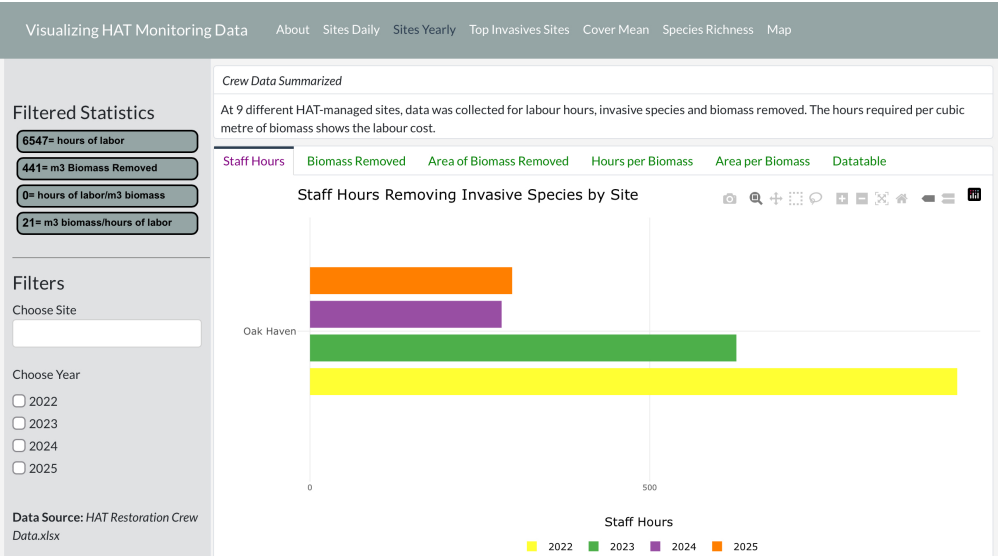 Visualizing HAT Monitoring Data
About Sites Daily Sites Yearly Top Invasives Sites Cover Mean Species Richness Map
Filtered Statistics
6547= hours of labor
441= m3 Biomass Removed
0= hours of labor/m3 biomass
21= m3 biomass/hours of labor
Filters
Choose Site
Choose Year
2022
2023
2024
2025
Data Source: HAT Restoration Crew
Data.xlsx
Crew Data Summarized
At 9 different HAT-managed sites, data was collected for labour hours, invasive species and biomass removed. The hours required per cubic
metre of biomass shows the labour cost.
Staff Hours Biomass Removed Area of Biomass Removed Hours per Biomass Area per Biomass Datatable
Staff Hours Removing Invasive Species by Site
Oak Haven
0 500
Staff Hours
2022 2023 2024 2025